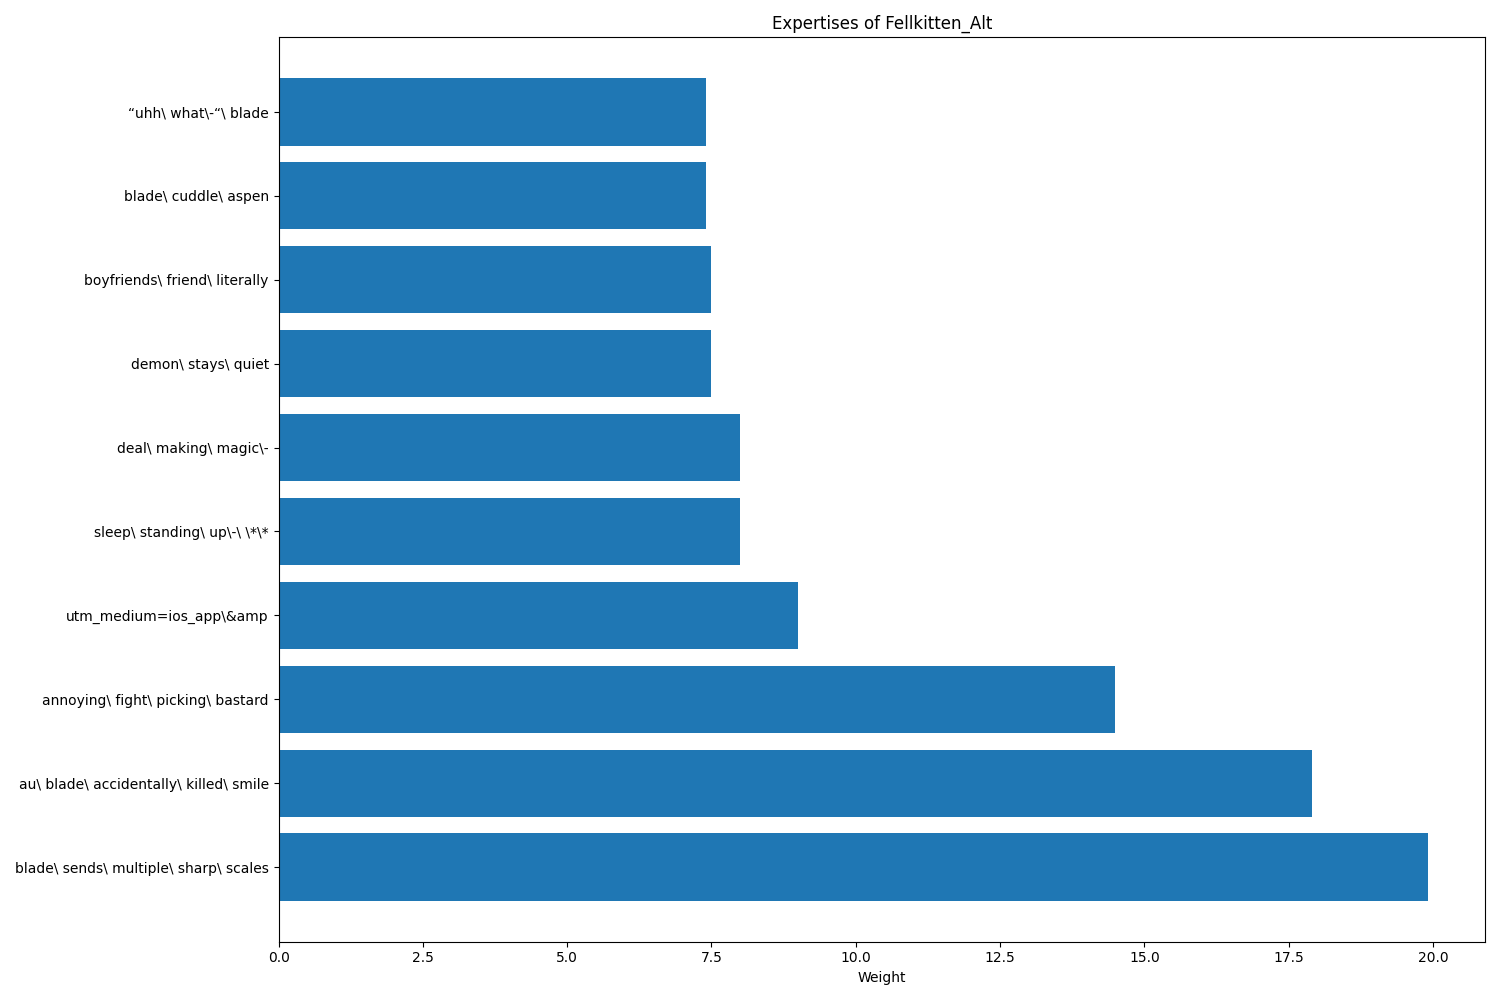 Expertises of Fellkitten_Alt
“uhh\ what\-“\ blade
blade\ cuddle\ aspen
boyfriends\ friend\ literally
demon\ stays\ quiet
deal\ making\ magic\-
sleep\ standing\ up\-\ \*\*
utm_medium=ios_app\&amp
annoying\ fight\ picking\ bastard
au\ blade\ accidentally\ killed\ smile
blade\ sends\ multiple\ sharp\ scales
0.0 2.5 5.0 7.5 10.0 12.5 15.0 17.5 20.0
Weight